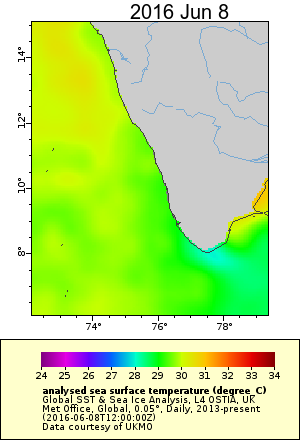 2016 Jun 8
14°
12°
10°
8°
74° 76° 78°
24 25 26 27 28 29 30 31 32 33 34
analysed sea surface temperature (degree_C)
Global SST & Sea Ice Analysis, L4 OSTIA, UK
Met Office, Global, 0.05°, Daily, 2013-present
(2016-06-08T12:00:00Z)
Data courtesy of UKMO